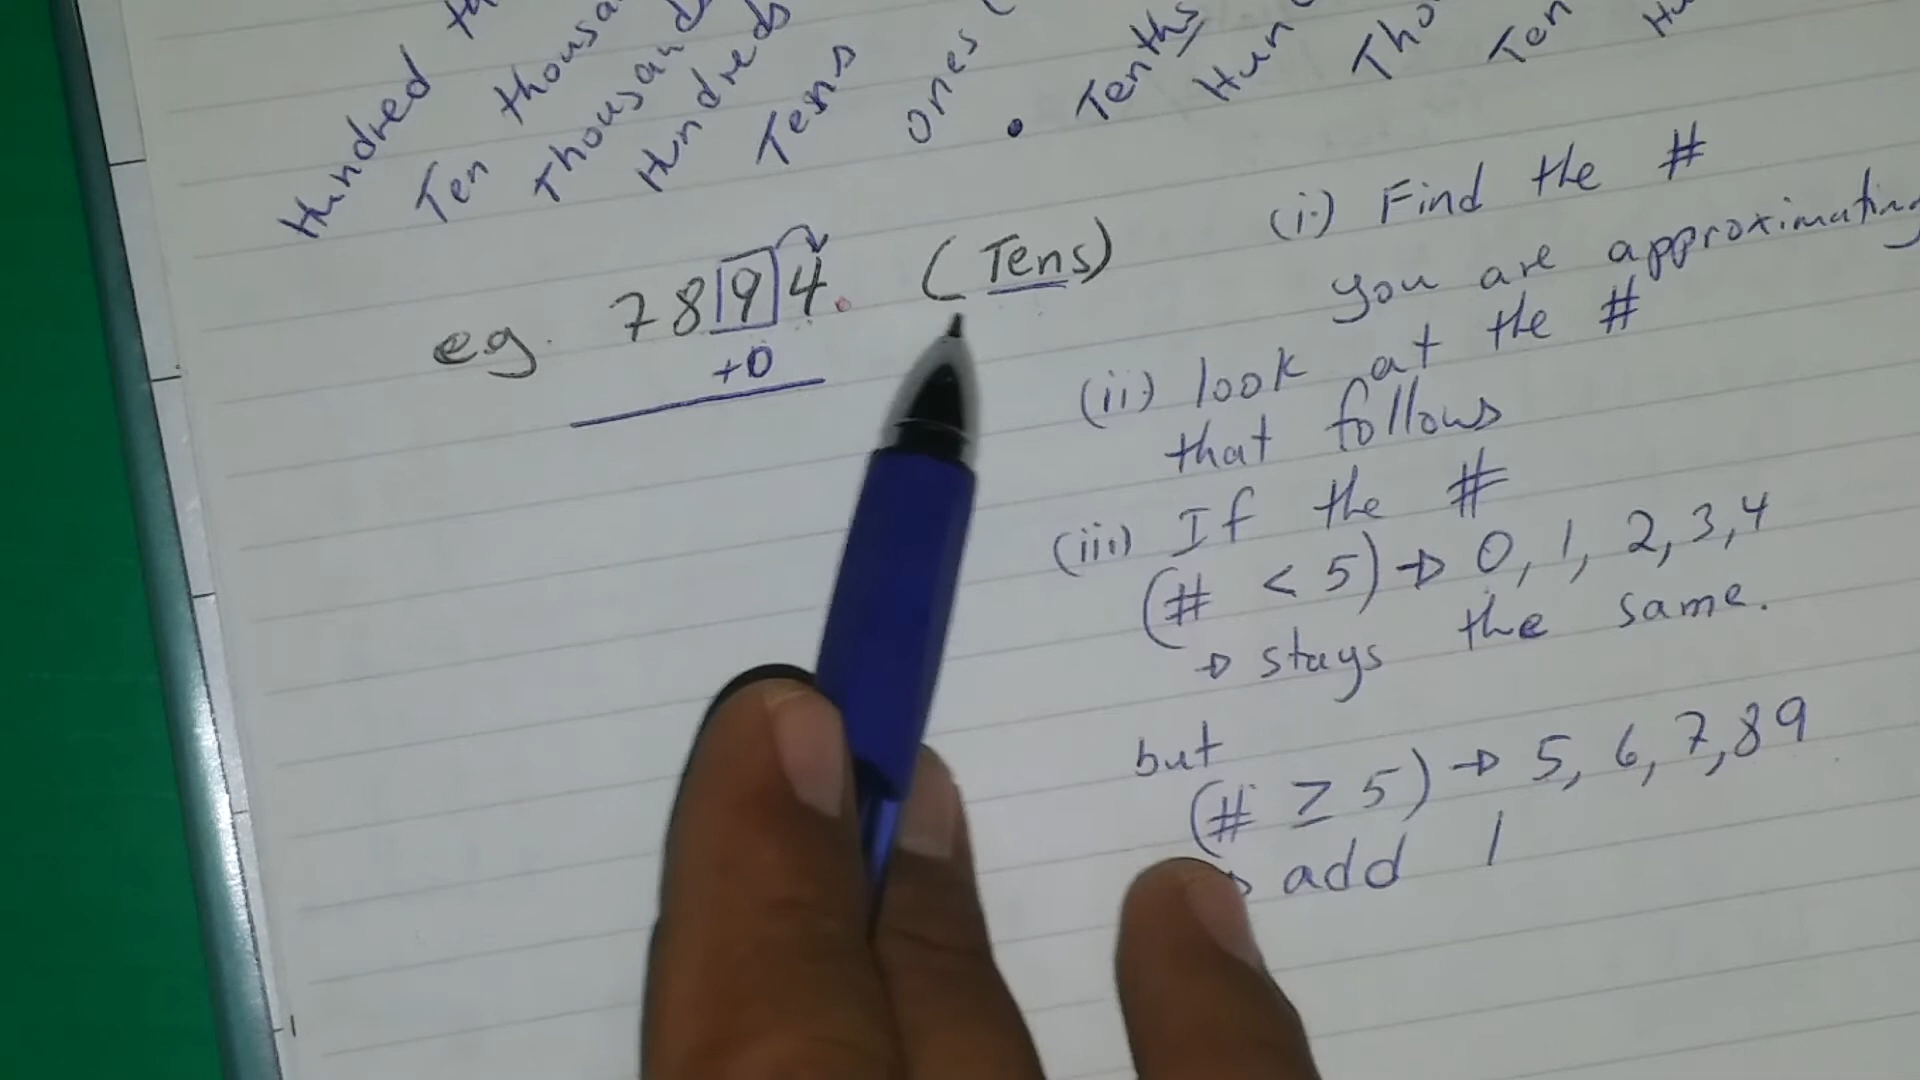 Hundred
Ten
Thousand
Hundreds
Tens
Ones (
. Tenths
eg. 7894. (Tens)
+0
(i.) Find the #
you are approximating
(ii) look at the #
that follows
(iii) If the #
(# < 5) → 0, 1, 2, 3, 4
→ stays the same.
but
(# ≥ 5) → 5, 6, 7, 8 9
add 1